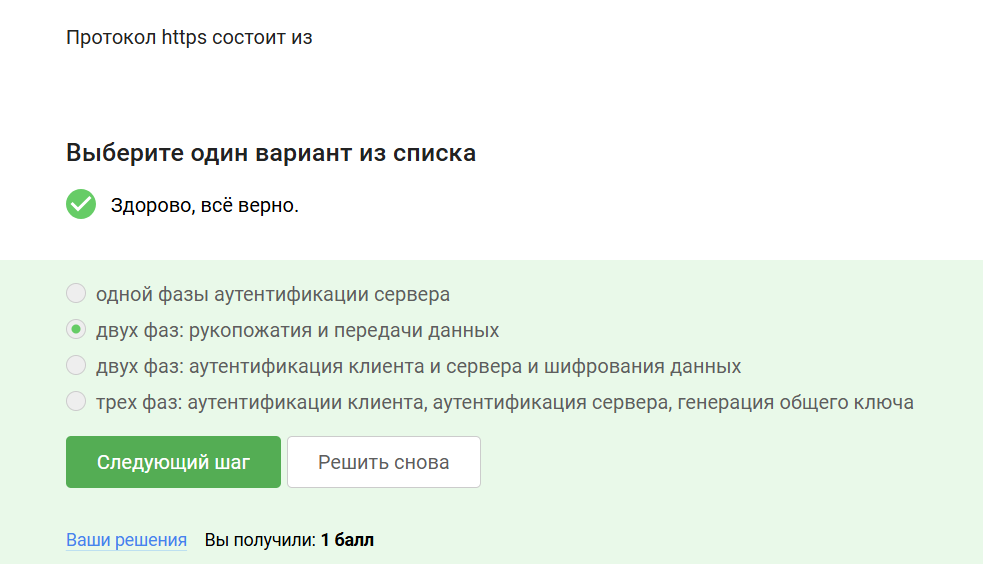 Протокол https состоит из
Выберите один вариант из списка
Здорово, всё верно.
одной фазы аутентификации сервера
двух фаз: рукопожатия и передачи данных
двух фаз: аутентификация клиента и сервера и шифрования данных
трех фаз: аутентификации клиента, аутентификация сервера, генерация общего ключа
Следующий шаг Решить снова
Ваши решения Вы получили: 1 балл